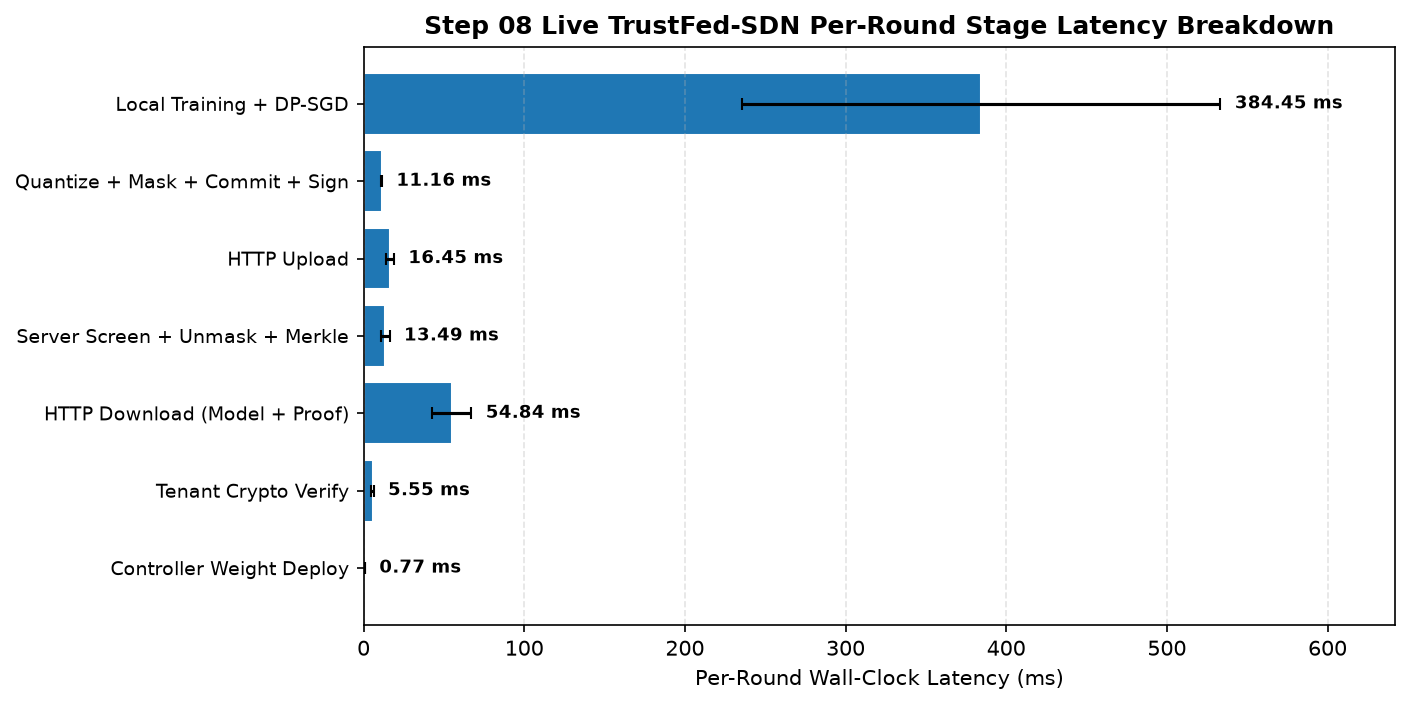 Step 08 Live TrustFed-SDN Per-Round Stage Latency Breakdown
Local Training + DP-SGD
384.45 ms
Quantize + Mask + Commit + Sign
11.16 ms
HTTP Upload
16.45 ms
Server Screen + Unmask + Merkle
13.49 ms
HTTP Download (Model + Proof)
54.84 ms
Tenant Crypto Verify
5.55 ms
Controller Weight Deploy
0.77 ms
0 100 200 300 400 500 600
Per-Round Wall-Clock Latency (ms)